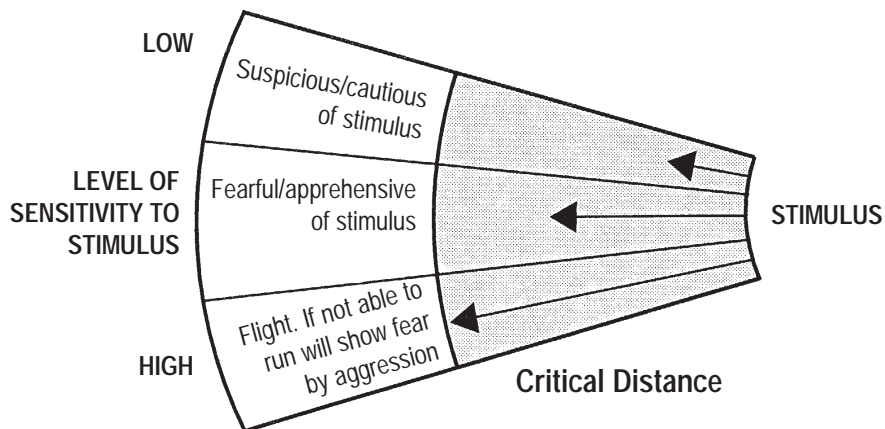 LOW
Suspicious/cautious
of stimulus
LEVEL OF
SENSITIVITY TO
STIMULUS
Fearful/apprehensive
of stimulus
STIMULUS
HIGH
Flight. If not able to
run will show fear
by aggression
Critical Distance